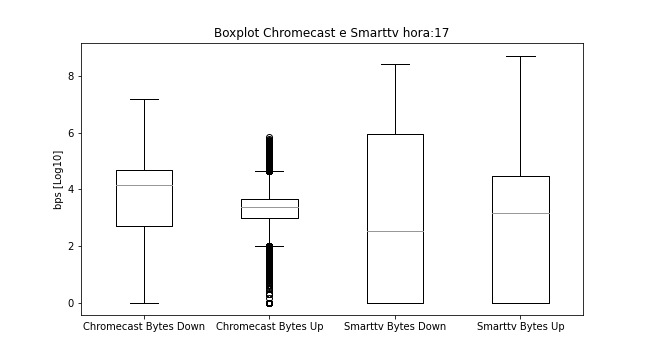 Boxplot Chromecast e Smarttv hora:17
bps [Log10]
8
6
4
2
0
Chromecast Bytes Down Chromecast Bytes Up Smarttv Bytes Down Smarttv Bytes Up